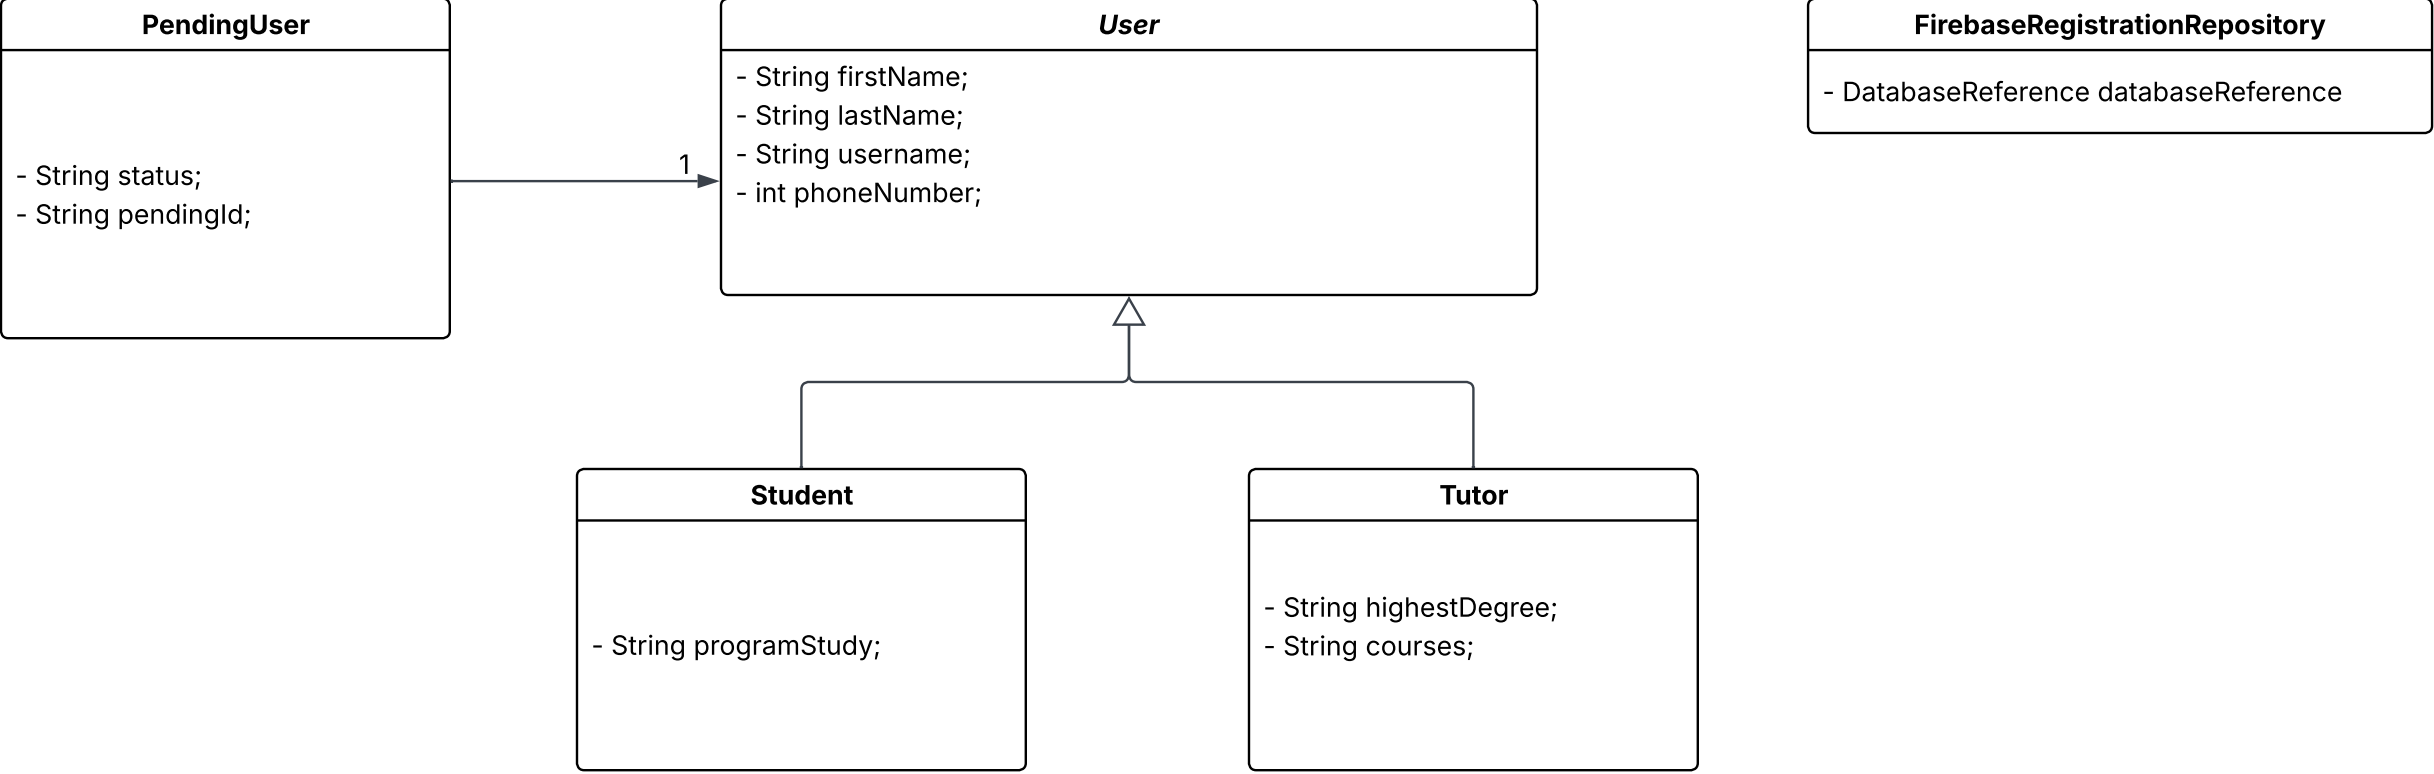 PendingUser
- String status;
- String pendingId;
1
User
- String firstName;
- String lastName;
- String username;
- int phoneNumber;
FirebaseRegistrationRepository
- DatabaseReference databaseReference
Student
- String programStudy;
Tutor
- String highestDegree;
- String courses;